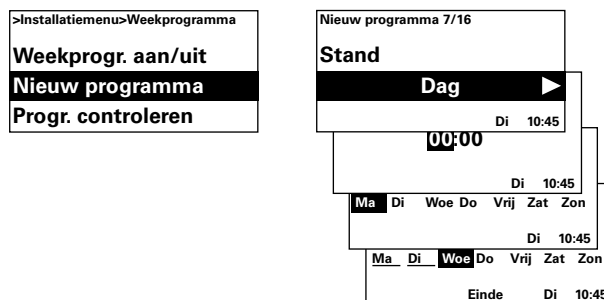 >Installatiemenu>Weekprogramma
Weekprogr. aan/uit
Nieuw programma
Progr. controleren
Nieuw programma 7/16
Stand
Dag
Di 10:45
00:00
Di 10:45
Ma Di Woe Do Vrij Zat Zon
Di 10:45
Ma Di Woe Do Vrij Zat Zon
Einde Di 10:45